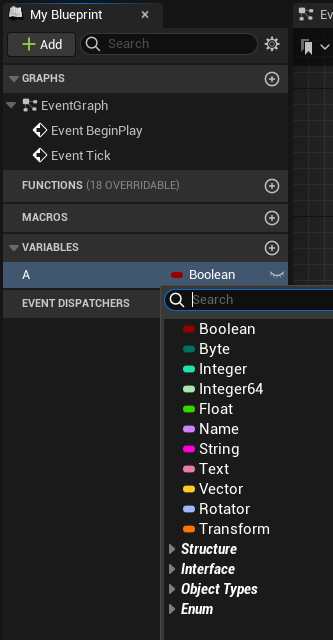 My Blueprint
Ev
Add
Search
GRAPHS
EventGraph
Event BeginPlay
Event Tick
FUNCTIONS (18 OVERRIDABLE)
MACROS
VARIABLES
A Boolean
EVENT DISPATCHERS
Search
Boolean
Byte
Integer
Integer64
Float
Name
String
Text
Vector
Rotator
Transform
Structure
Interface
Object Types
Enum